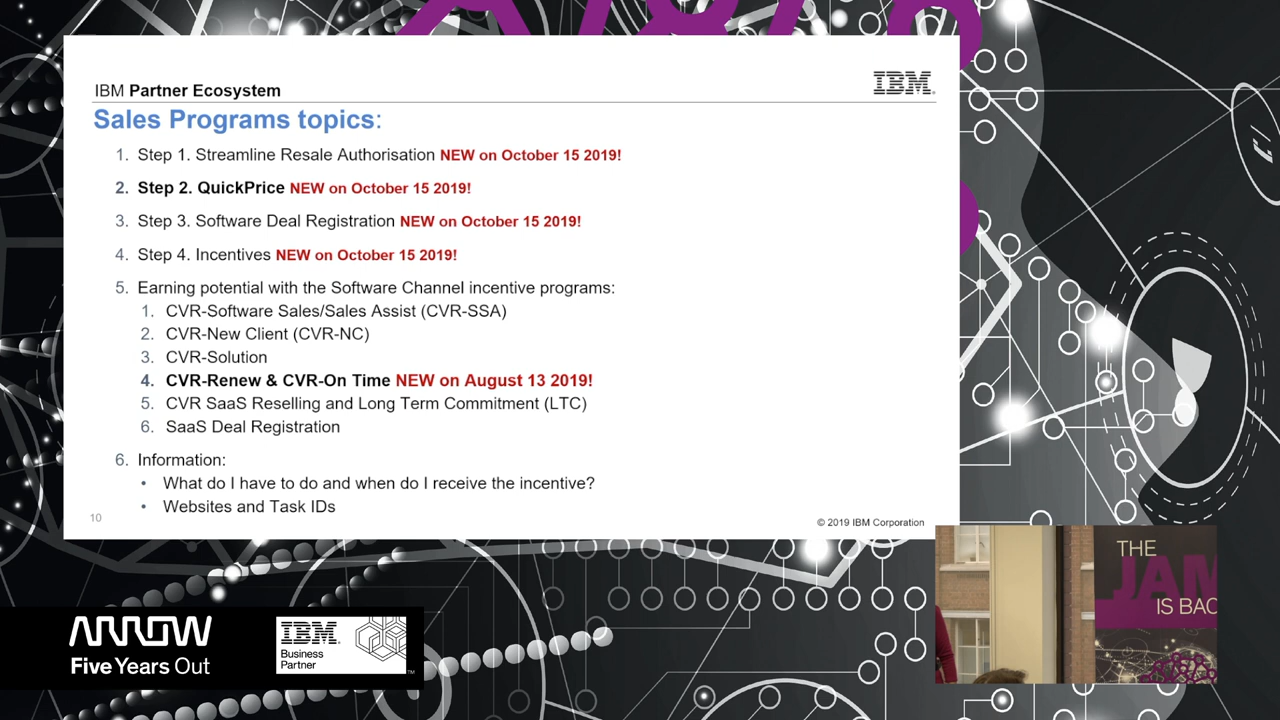 IBM Partner Ecosystem
IBM
Sales Programs topics:
1. Step 1. Streamline Resale Authorisation NEW on October 15 2019!
2. Step 2. QuickPrice NEW on October 15 2019!
3. Step 3. Software Deal Registration NEW on October 15 2019!
4. Step 4. Incentives NEW on October 15 2019!
5. Earning potential with the Software Channel incentive programs:
1. CVR-Software Sales/Sales Assist (CVR-SSA)
2. CVR-New Client (CVR-NC)
3. CVR-Solution
4. CVR-Renew & CVR-On Time NEW on August 13 2019!
5. CVR SaaS Reselling and Long Term Commitment (LTC)
6. SaaS Deal Registration
6. Information:
• What do I have to do and when do I receive the incentive?
• Websites and Task IDs
10
© 2019 IBM Corporation
THE
JAM
IS BAC
ARROW
Five Years Out
IBM
Business
Partner
TM